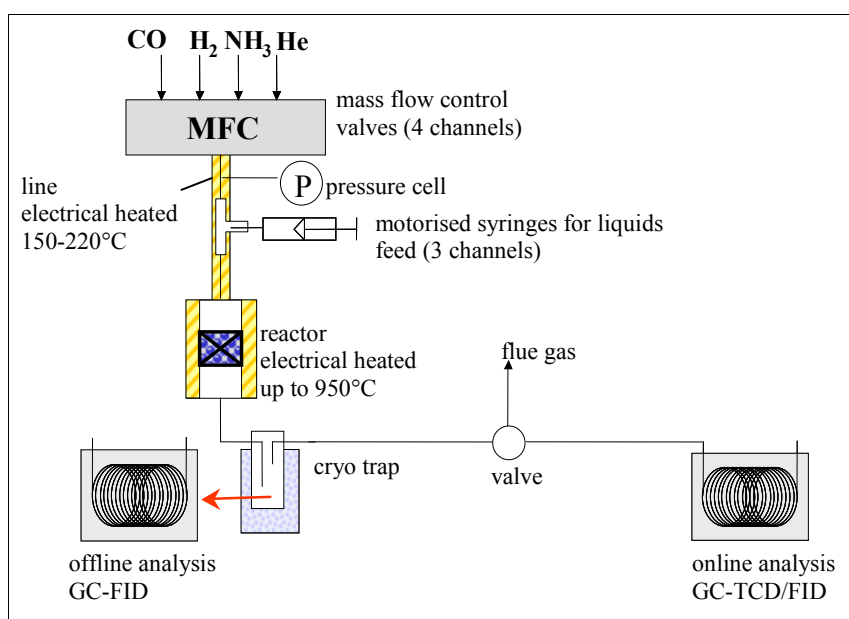 CO H2 NH3 He
MFC
mass flow control
valves (4 channels)
line
electrical heated
150-220°C
P
pressure cell
motorised syringes for liquids
feed (3 channels)
reactor
electrical heated
up to 950°C
flue gas
cryo trap
valve
offline analysis
GC-FID
online analysis
GC-TCD/FID